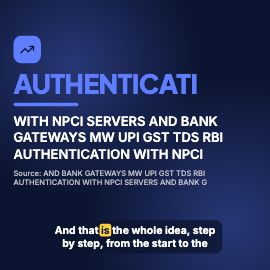 AUTHENTICATI
WITH NPCI SERVERS AND BANK
GATEWAYS MW UPI GST TDS RBI
AUTHENTICATION WITH NPCI
Source: AND BANK GATEWAYS MW UPI GST TDS RBI
AUTHENTICATION WITH NPCI SERVERS AND BANK G
And that is the whole idea, step
by step, from the start to the